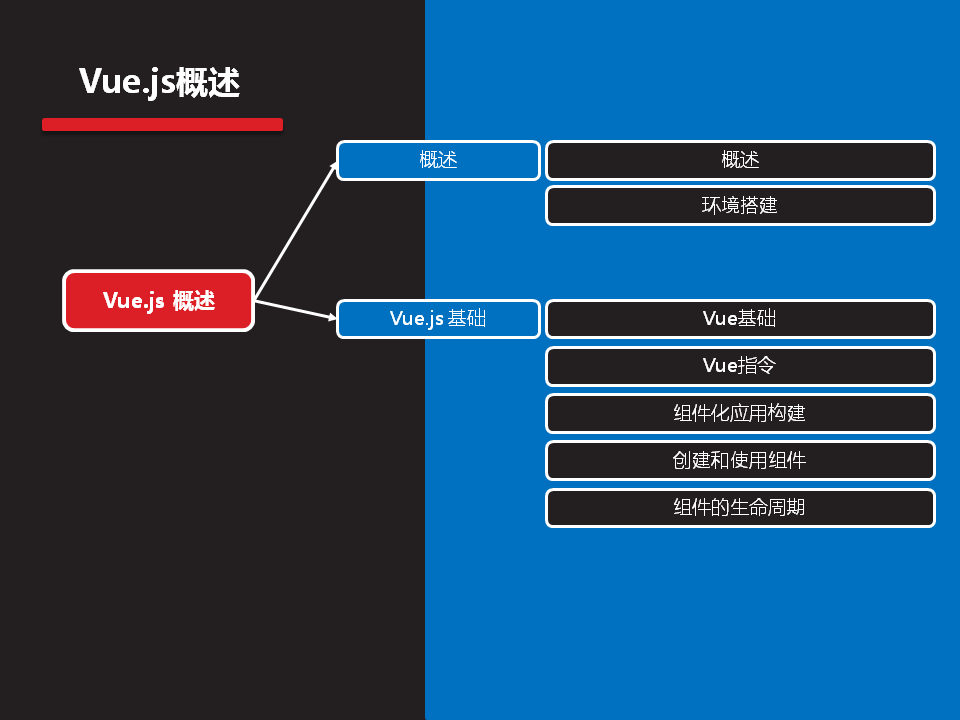 Vue.js概述
概述
概述
环境搭建
Vue.js 概述
Vue.js 基础
Vue基础
Vue指令
组件化应用构建
创建和使用组件
组件的生命周期